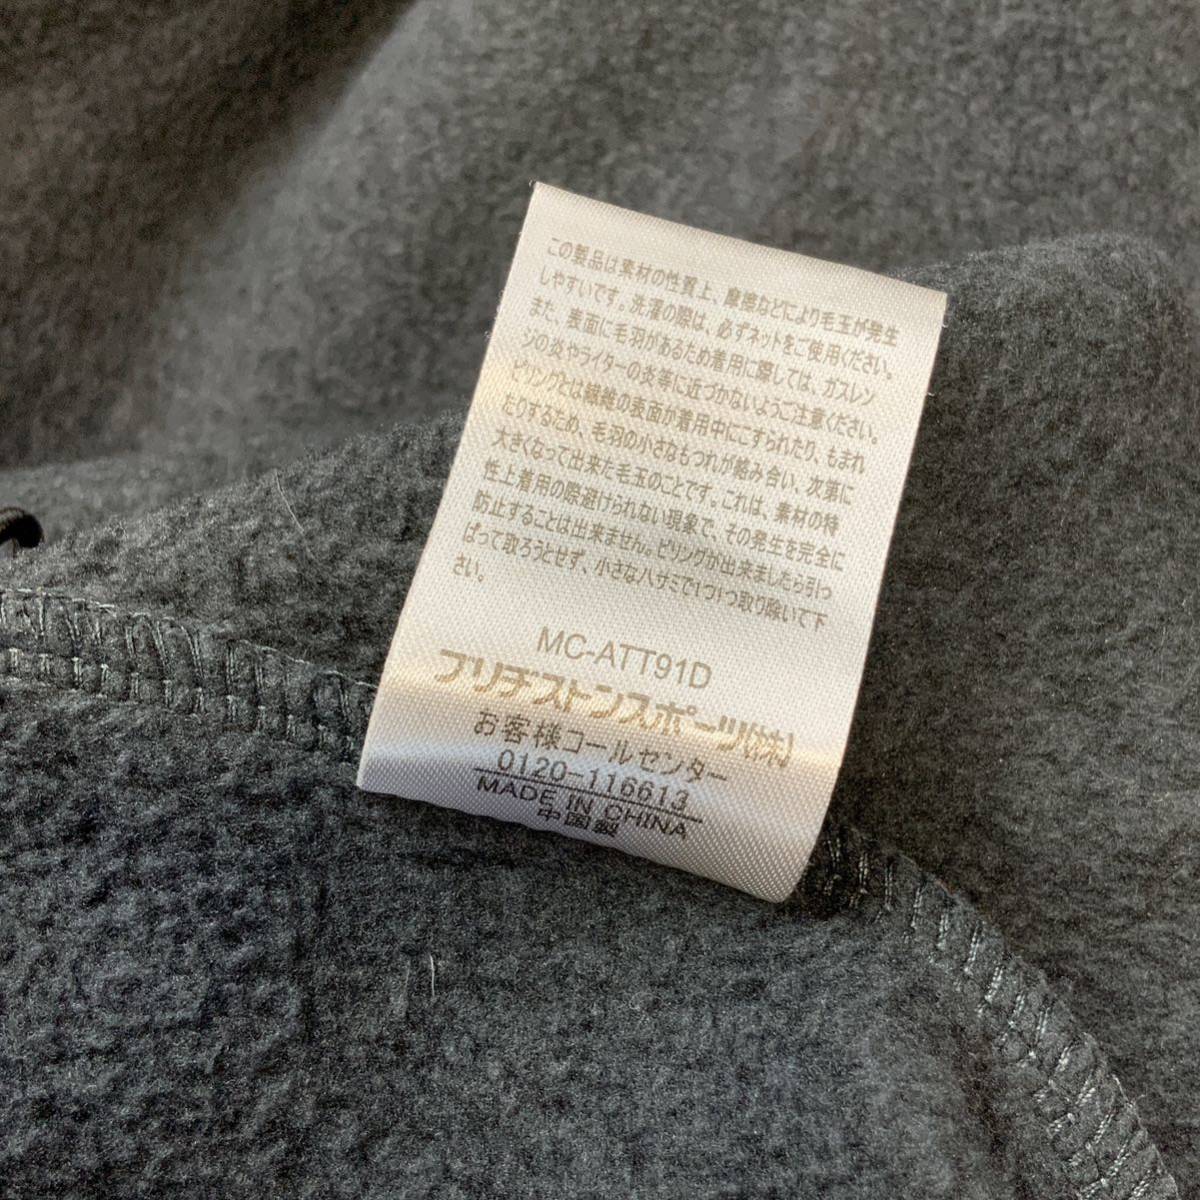 この製品は素材の性質上、摩擦などにより毛玉が発生
しやすいです。洗濯の際は、必ずネットをご使用ください。
また、表面に毛羽があるため着用に際しては、ガスレン
ジの炎やライターの炎等に近づかないようご注意ください。
ピリングとは繊維の表面が着用中にこすられたり、もまれ
たりするため、毛羽の小さなもつれが絡み合い、次第に
大きくなって出来た毛玉のことです。これは、素材の特
性上着用の際避けられない現象で、その発生を完全に
防止することは出来ません。ピリングが出来ましたら引っ
ぱって取ろうとせず、小さなハサミで1つ1つ取り除いて下
さい。
MC-ATT91D
ブリヂストンスポーツ(株)
お客様コールセンター
0120-116613
MADE IN CHINA
中国製